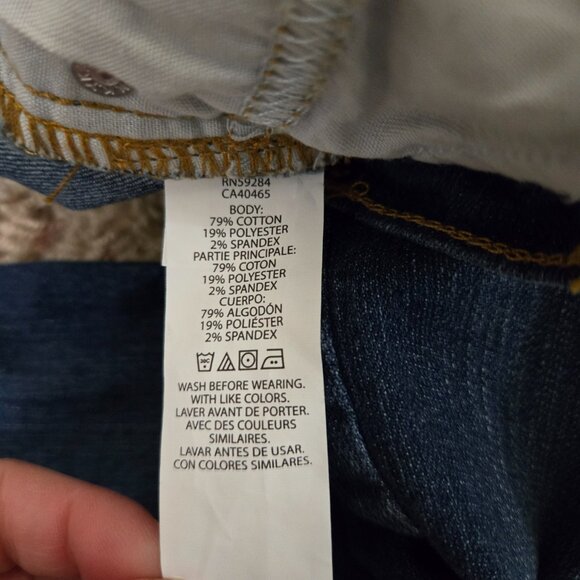 RN59284
CA40465
BODY:
79% COTTON
19% POLYESTER
2% SPANDEX
PARTIE PRINCIPALE:
79% COTON
19% POLYESTER
2% SPANDEX
CUERPO:
79% ALGODÓN
19% POLIÉSTER
2% SPANDEX
WASH BEFORE WEARING.
WITH LIKE COLORS.
LAVER AVANT DE PORTER.
AVEC DES COULEURS
SIMILAIRES.
LAVAR ANTES DE USAR.
CON COLORES SIMILARES.